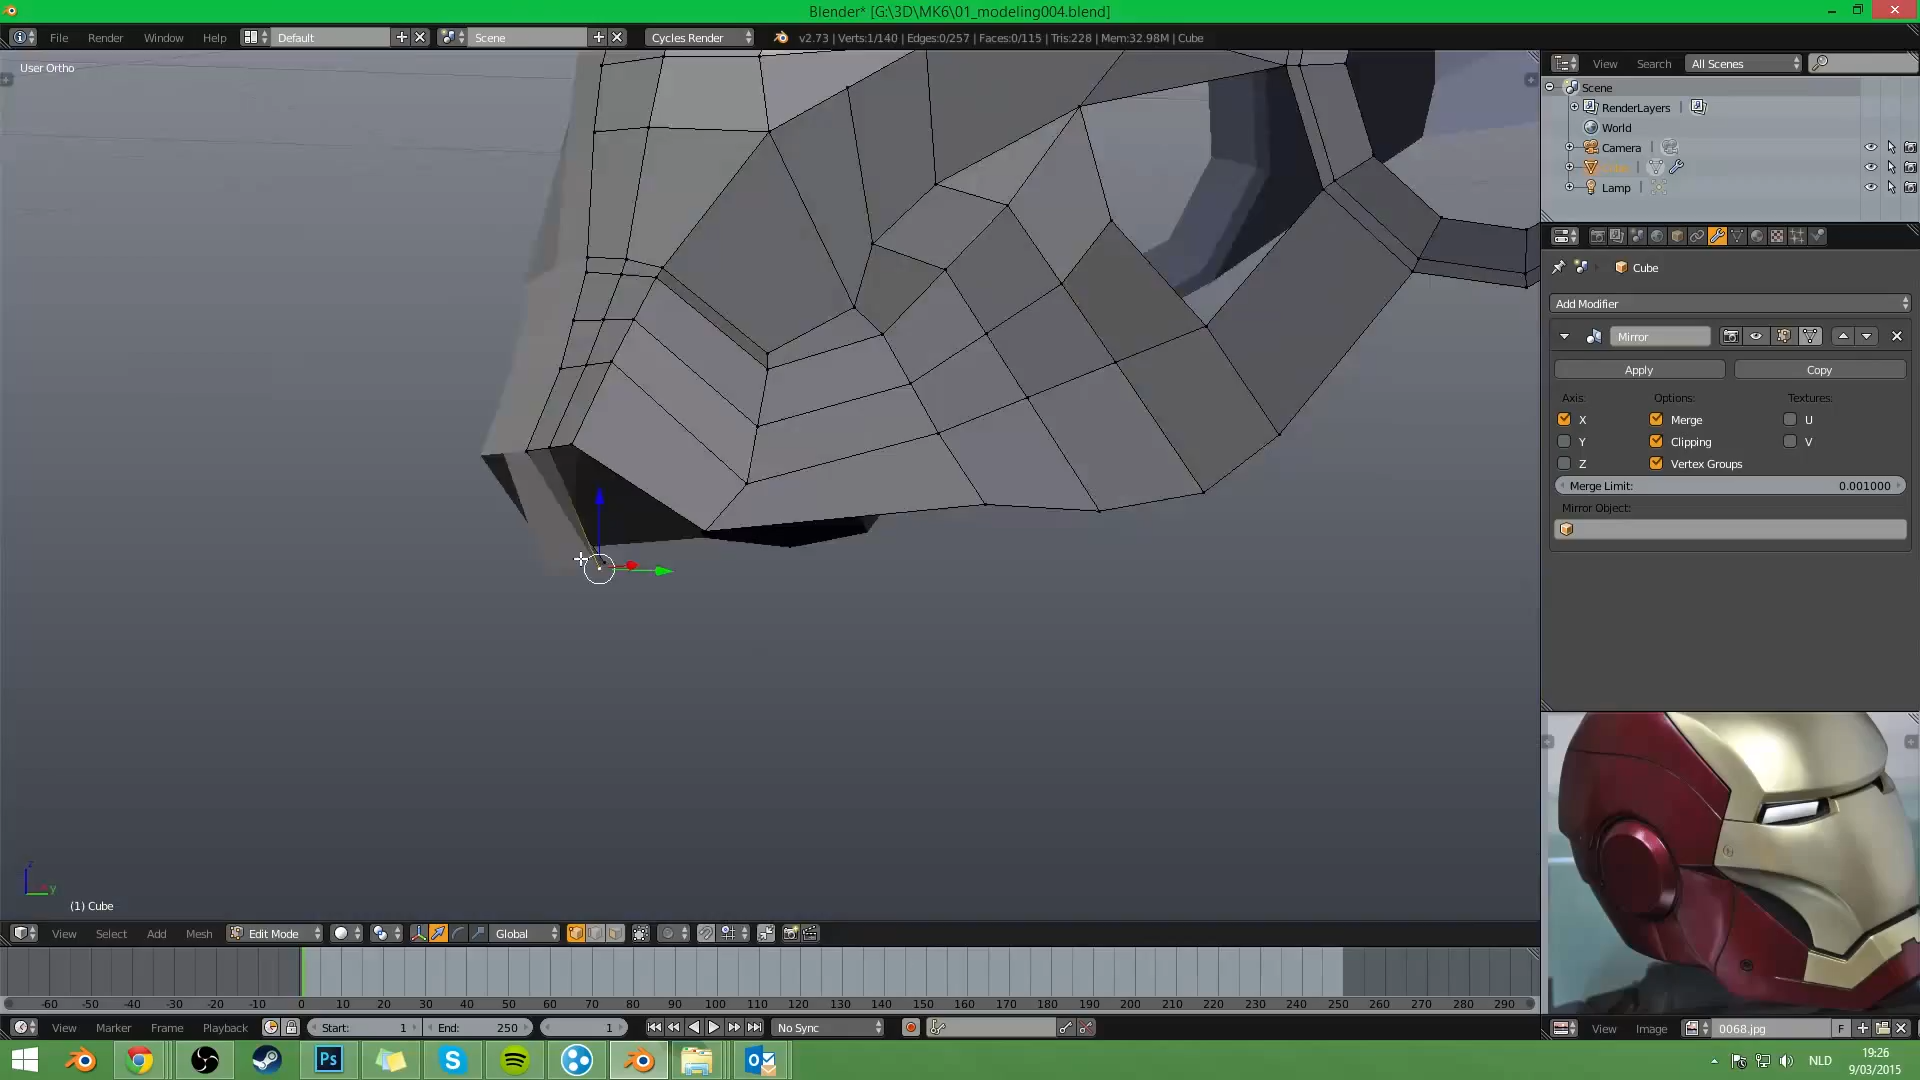 Blender* [G:\3D\MK6\01_modeling004.blend]
File Render Window Help Default Scene Cycles Render v2.73 | Verts:1/140 | Edges:0/257 | Faces:0/115 | Tris:228 | Mem:32.98M | Cube
User Ortho
View Search All Scenes
Scene
RenderLayers
World
Camera
Lamp
Cube
Add Modifier
Mirror
Apply Copy
Axis: Options: Textures:
X Merge U
Y Clipping V
Z Vertex Groups
Merge Limit: 0.001000
Mirror Object:
z
y
(1) Cube
View Select Add Mesh Edit Mode Global
-60 -50 -40 -30 -20 -10 0 10 20 30 40 50 60 70 80 90 100 110 120 130 140 150 160 170 180 190 200 210 220 230 240 250 260 270 280 290
View Marker Frame Playback Start: 1 End: 250 1 No Sync
View Image 0068.jpg F
Ps
NLD
19:26
9/03/2015